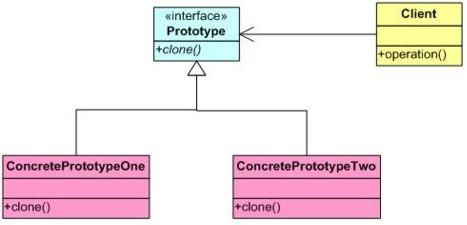 «interface»
Prototype
+clone()
Client
+operation()
ConcretePrototypeOne
+clone()
ConcretePrototypeTwo
+clone()